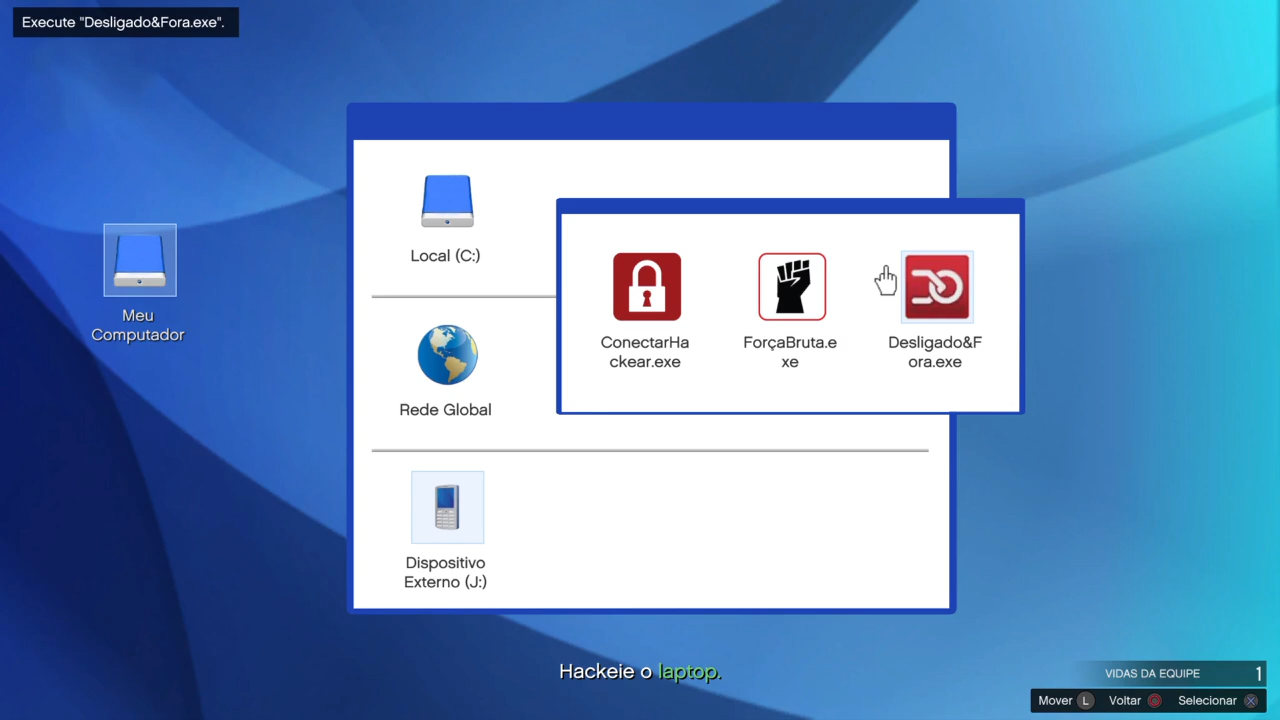 Execute "Desligado&Fora.exe".
Local (C:)
ConectarHa
ckear.exe
ForçaBruta.e
xe
Desligado&F
ora.exe
Meu
Computador
Rede Global
Dispositivo
Externo (J:)
Hackeie o laptop.
VIDAS DA EQUIPE 1
Mover L Voltar Selecionar